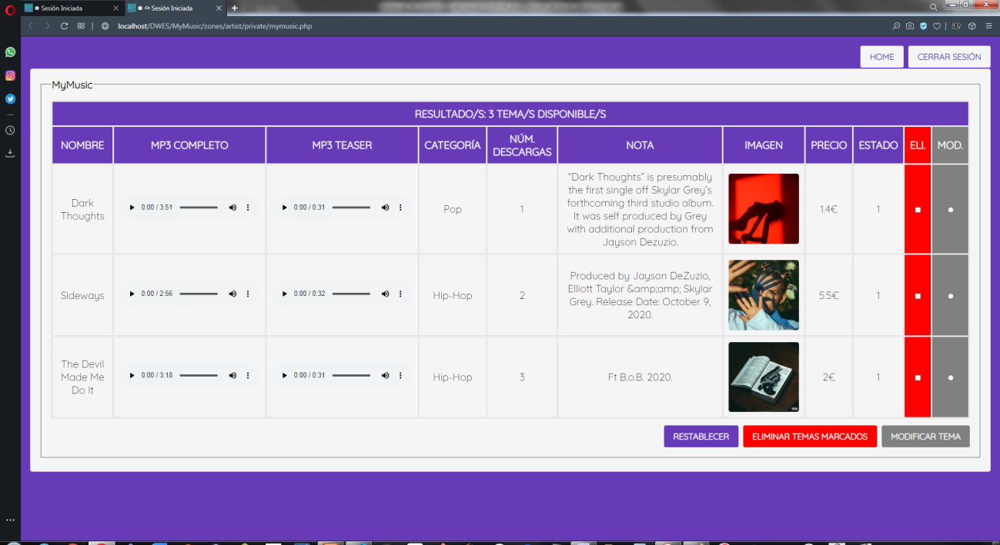 Sesión Iniciada
Sesión Iniciada
localhost/DWES/MyMusic/zones/artist/private/mymusic.php
HOME
CERRAR SESIÓN
MyMusic
RESULTADO/S: 3 TEMA/S DISPONIBLE/S
NOMBRE
MP3 COMPLETO
MP3 TEASER
CATEGORÍA
NÚM.
DESCARGAS
NOTA
IMAGEN
PRECIO
ESTADO
ELI.
MOD.
Dark
Thoughts
0:00 / 3:51
0:00 / 0:31
Pop
1
“Dark Thoughts” is presumably
the first single off Skylar Grey’s
forthcoming third studio album.
It was self produced by Grey
with additional production from
Jayson Dezuzio.
1.4€
1
Sideways
0:00 / 2:56
0:00 / 0:32
Hip-Hop
2
Produced by Jayson DeZuzio,
Elliott Taylor &amp;amp; Skylar
Grey. Release Date: October 9,
2020.
5.5€
1
The Devil
Made Me
Do It
0:00 / 3:18
0:00 / 0:31
Hip-Hop
3
Ft B.o.B. 2020.
2€
1
RESTABLECER
ELIMINAR TEMAS MARCADOS
MODIFICAR TEMA